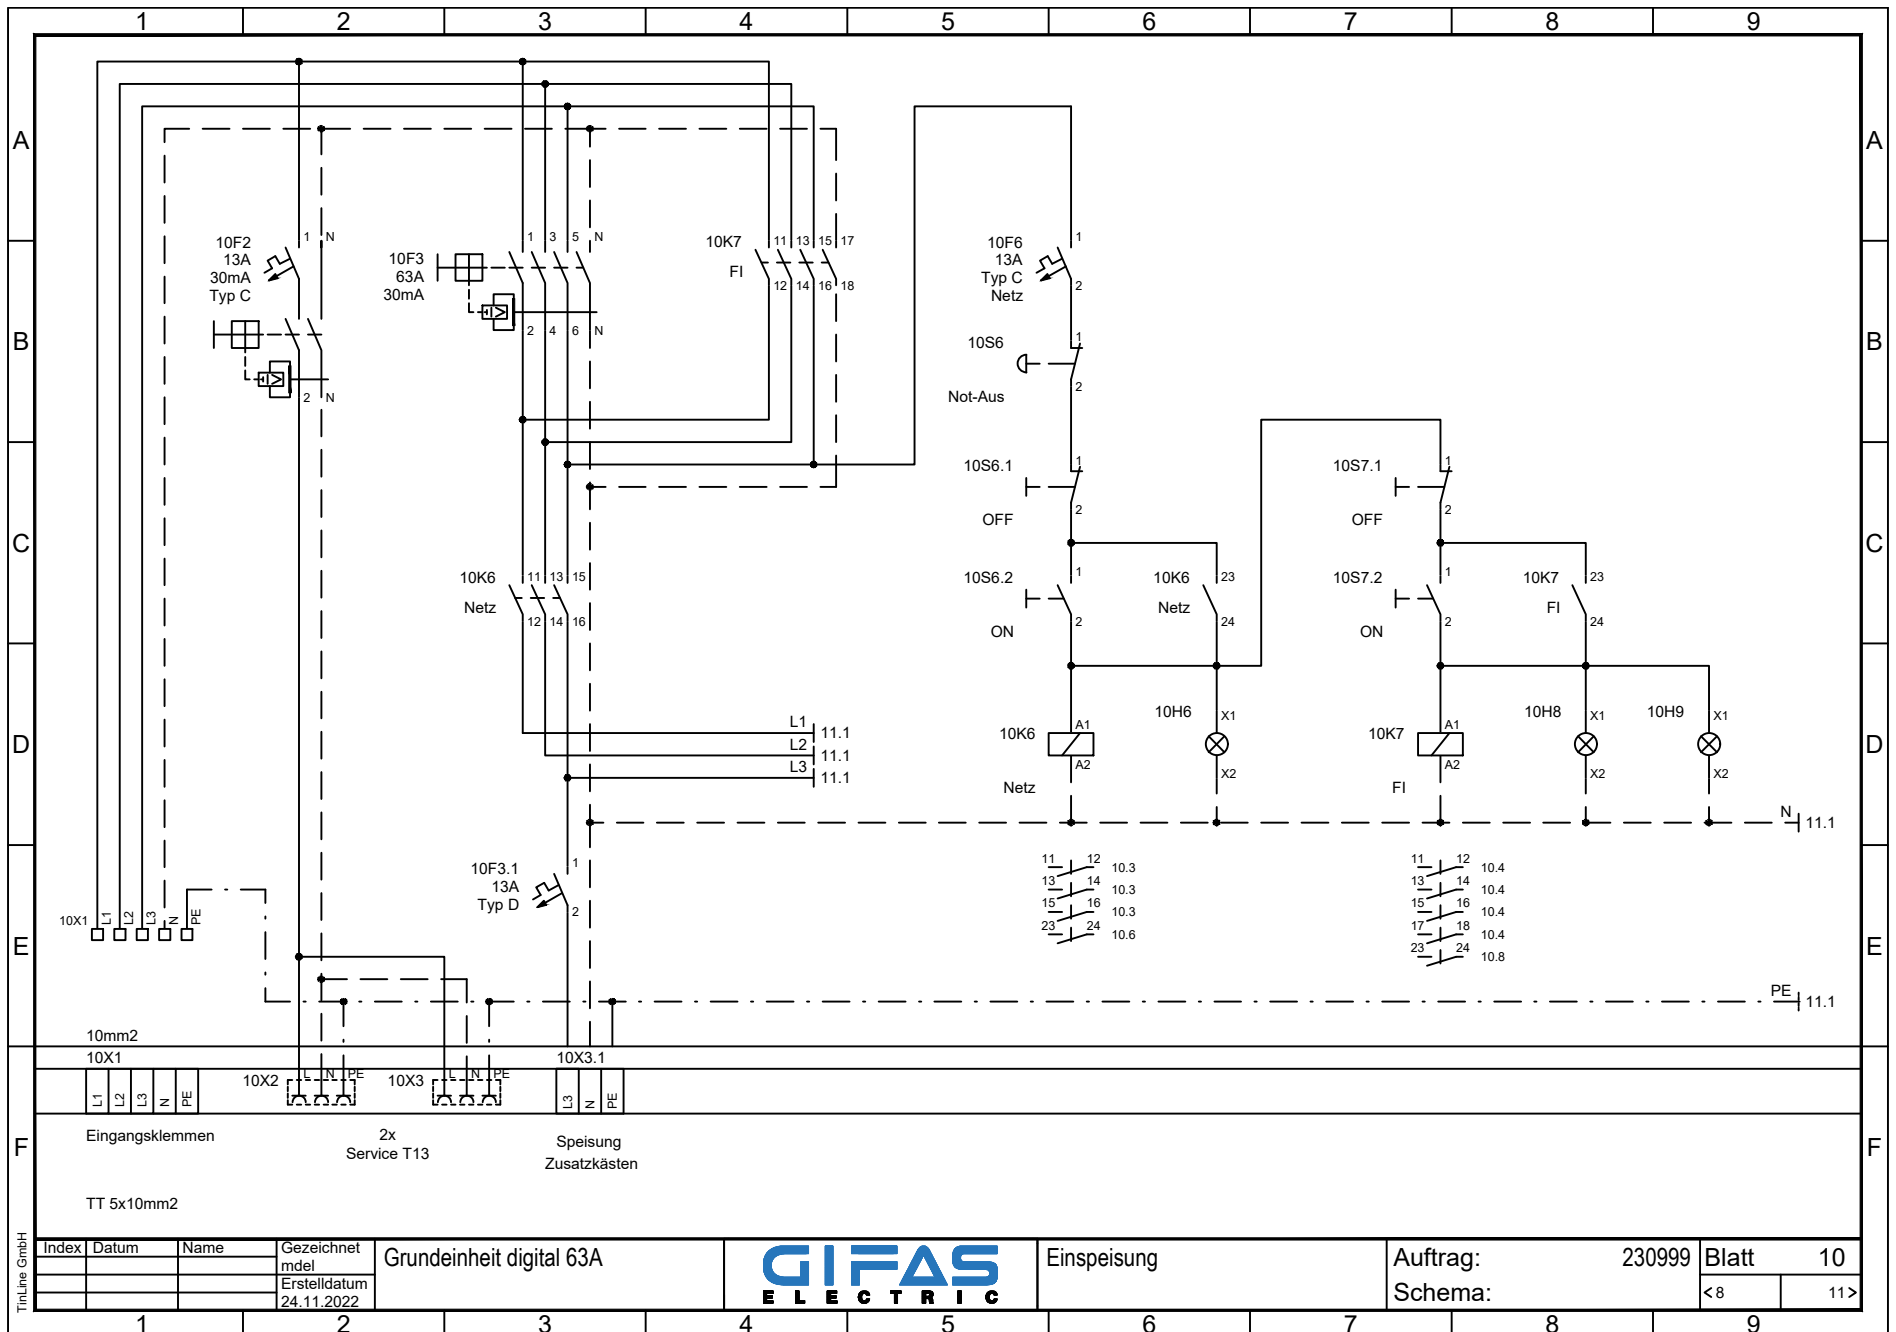 1 2 3 4 5 6 7 8 9
A A
B B
C C
D D
E E
F F
10F2
13A
30mA
Typ C
1 N
2 N
10F3
63A
30mA
1 3 5 N
2 4 6 N
10K7
FI
11 13 15 17
12 14 16 18
10F6
13A
Typ C
Netz
1
2
10S6
Not-Aus
1
2
10S6.1
OFF
1
2
10S7.1
OFF
1
2
10K6
Netz
11 13 15
12 14 16
10S6.2
ON
1
2
10K6
Netz
23
24
10S7.2
ON
1
2
10K7
FI
23
24
L1 11.1
L2 11.1
L3 11.1
10K6
Netz
A1
A2
10H6
X1
X2
10K7
FI
A1
A2
10H8
X1
X2
10H9
X1
X2
N 11.1
10F3.1
13A
Typ D
1
2
11 12 10.3
13 14 10.3
15 16 10.3
23 24 10.6
11 12 10.4
13 14 10.4
15 16 10.4
17 18 10.4
23 24 10.8
10X1 L1 L2 L3 N PE
PE 11.1
10mm2
10X1
10X3.1
L1 L2 L3 N PE
10X2 L N PE
10X3 L N PE
L3 N PE
Eingangsklemmen
2x
Service T13
Speisung
Zusatzkästen
TT 5x10mm2
TinLine GmbH
Index Datum Name
Gezeichnet
mdel
Erstelldatum
24.11.2022
Grundeinheit digital 63A
GIFAS
ELECTRIC
Einspeisung
Auftrag: 230999
Schema:
Blatt 10
<8 11>
1 2 3 4 5 6 7 8 9